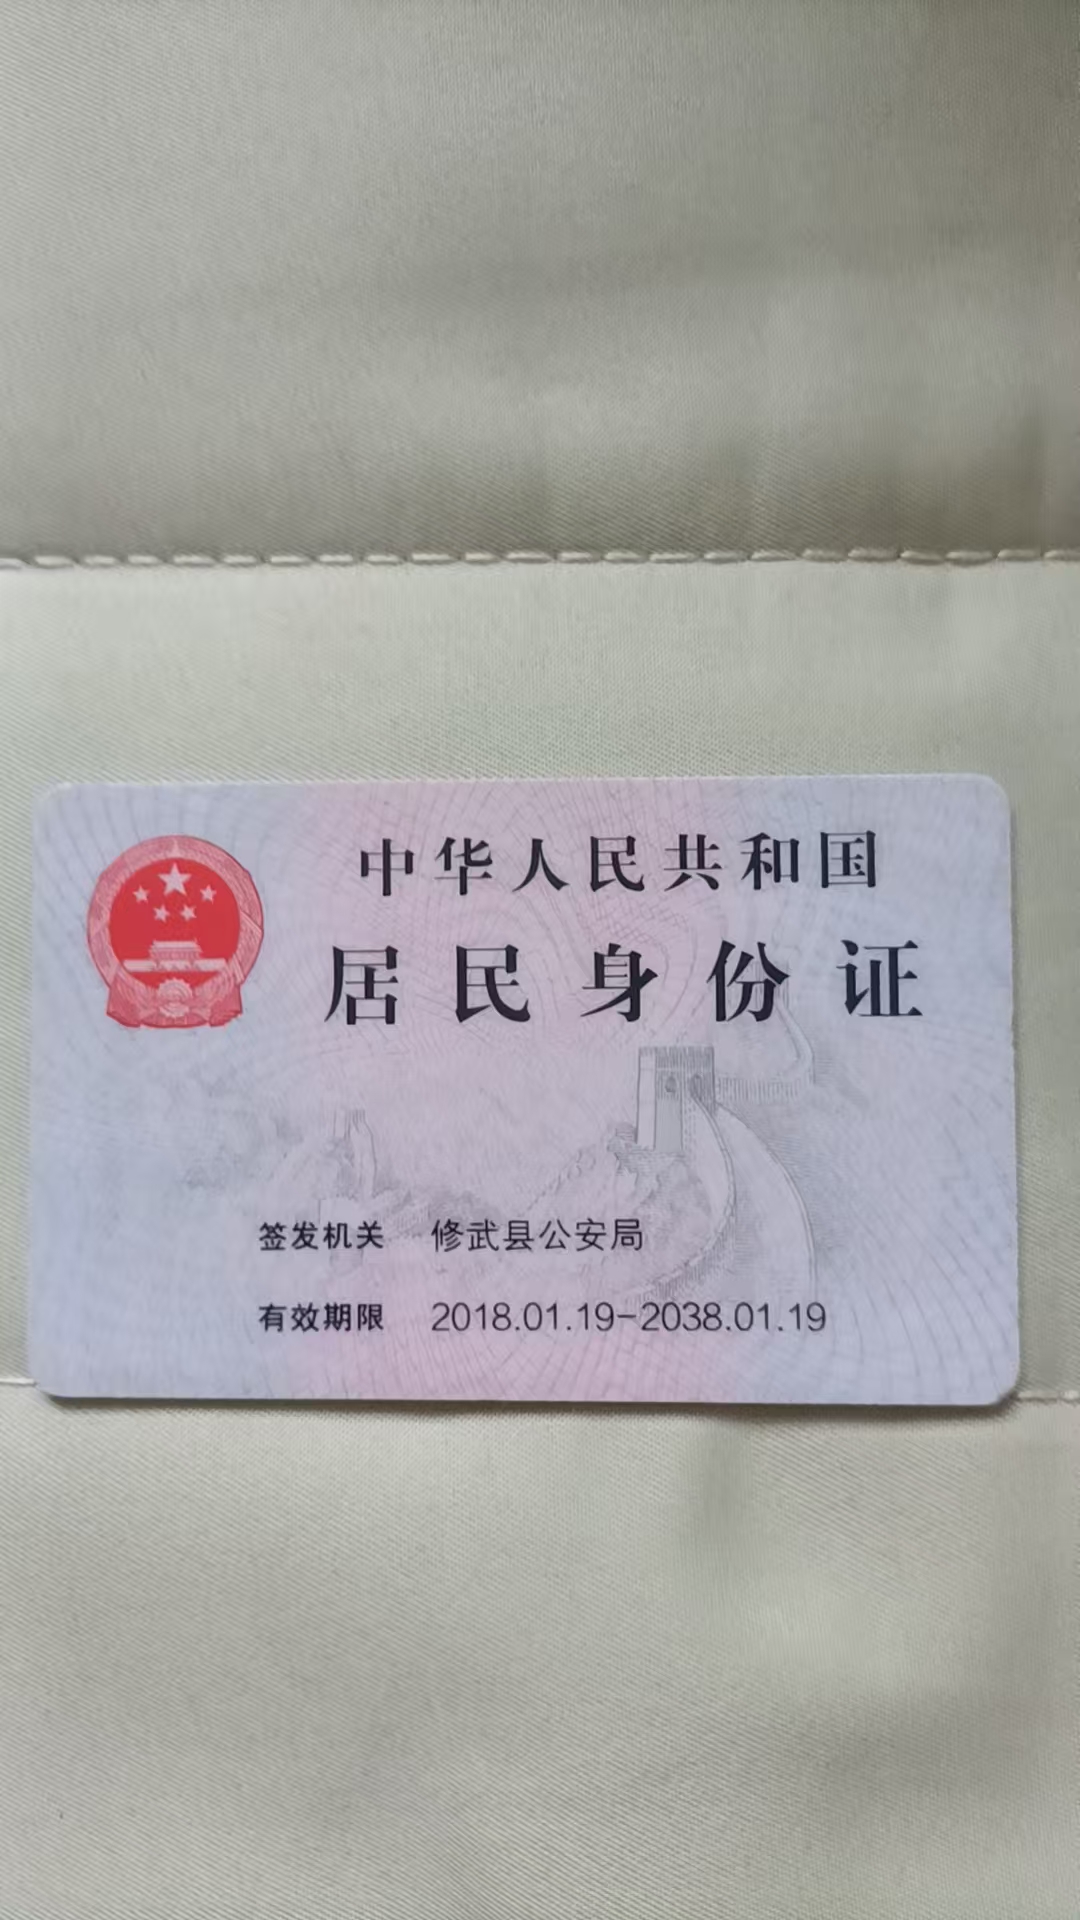 中华人民共和国
居民身份证
签发机关 修武县公安局
有效期限 2018.01.19-2038.01.19